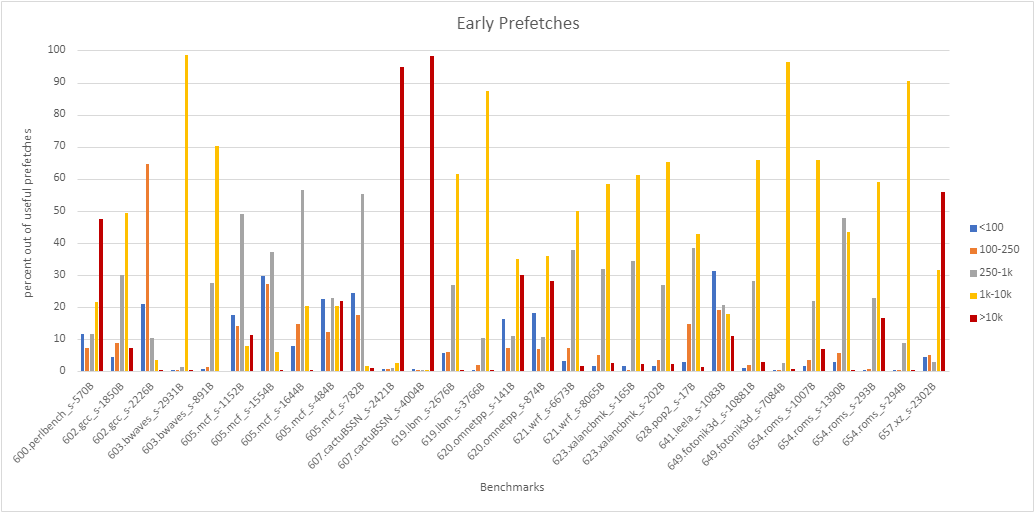 Early Prefetches
percent out of useful prefetches
100
90
80
70
60
50
40
30
20
10
0
600.perlbench_s-570B
602.gcc_s-1850B
602.gcc_s-2226B
603.bwaves_s-2931B
603.bwaves_s-891B
605.mcf_s-1152B
605.mcf_s-1554B
605.mcf_s-1644B
605.mcf_s-484B
605.mcf_s-782B
607.cactuBSSN_s-2421B
607.cactuBSSN_s-4004B
619.lbm_s-2676B
619.lbm_s-3766B
620.omnetpp_s-141B
620.omnetpp_s-874B
621.wrf_s-6673B
621.wrf_s-8065B
623.xalancbmk_s-165B
623.xalancbmk_s-202B
628.pop2_s-17B
641.leela_s-1083B
649.fotonik3d_s-10881B
649.fotonik3d_s-7084B
654.roms_s-1007B
654.roms_s-1390B
654.roms_s-293B
654.roms_s-294B
657.xz_s-2302B
Benchmarks
<100
100-250
250-1k
1k-10k
>10k